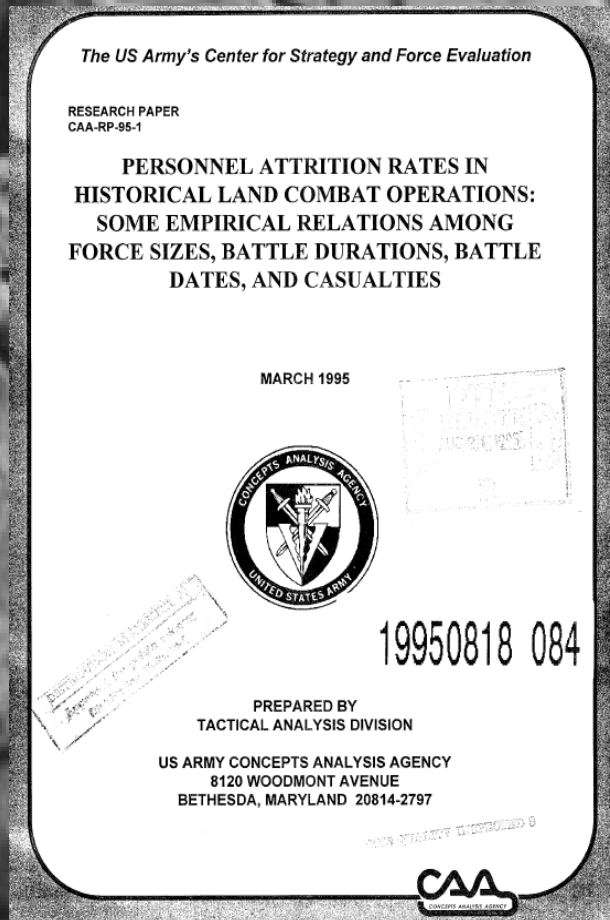 The US Army's Center for Strategy and Force Evaluation
RESEARCH PAPER
CAA-RP-95-1
PERSONNEL ATTRITION RATES IN
HISTORICAL LAND COMBAT OPERATIONS:
SOME EMPIRICAL RELATIONS AMONG
FORCE SIZES, BATTLE DURATIONS, BATTLE
DATES, AND CASUALTIES
MARCH 1995
CONCEPTS ANALYSIS AGENCY
UNITED STATES ARMY
19950818 084
PREPARED BY
TACTICAL ANALYSIS DIVISION
US ARMY CONCEPTS ANALYSIS AGENCY
8120 WOODMONT AVENUE
BETHESDA, MARYLAND 20814-2797
CAA
CONCEPTS ANALYSIS AGENCY